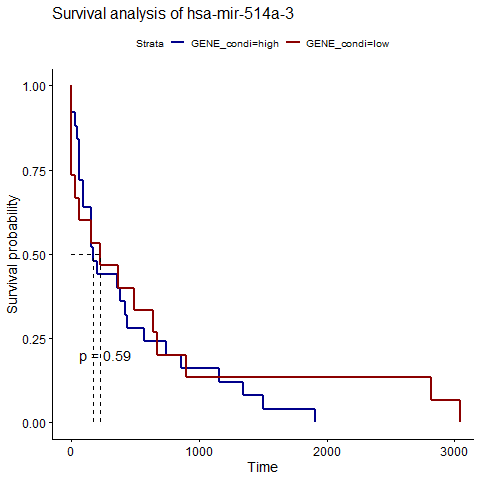 Survival analysis of hsa-mir-514a-3
Strata GENE_condi=high GENE_condi=low
1.00
0.75
0.50
0.25
0.00
Survival probability
p = 0.59
0 1000 2000 3000
Time